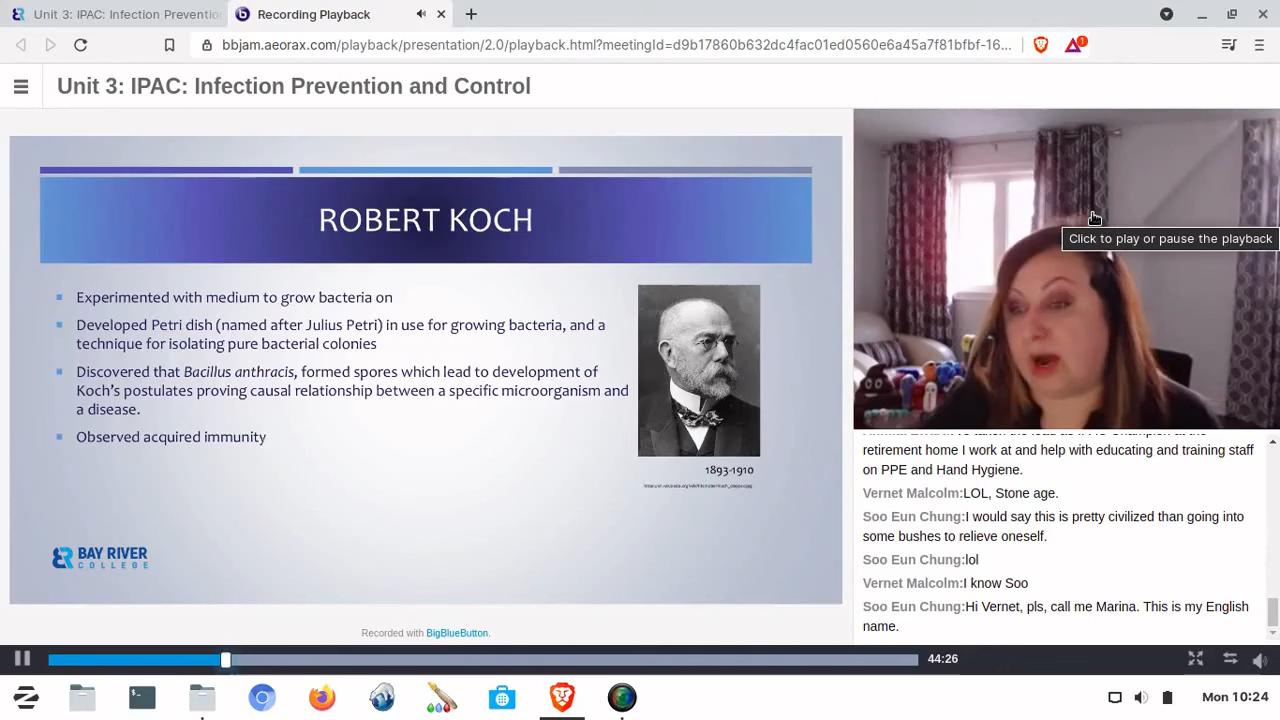 Unit 3: IPAC: Infection Preventio
Recording Playback
bbjam.aeorax.com/playback/presentation/2.0/playback.html?meetingId=d9b17860b632dc4fac01ed0560e6a45a7f81bfbf-16...
1
Unit 3: IPAC: Infection Prevention and Control
ROBERT KOCH
Experimented with medium to grow bacteria on
Developed Petri dish (named after Julius Petri) in use for growing bacteria, and a
technique for isolating pure bacterial colonies
Discovered that Bacillus anthracis, formed spores which lead to development of
Koch's postulates proving causal relationship between a specific microorganism and
a disease.
Observed acquired immunity
1893-1910
BAY RIVER
COLLEGE
Recorded with BigBlueButton.
Click to play or pause the playback
retirement home I work at and help with educating and training staff
on PPE and Hand Hygiene.
Vernet Malcolm:LOL, Stone age.
Soo Eun Chung:I would say this is pretty civilized than going into
some bushes to relieve oneself.
Soo Eun Chung:lol
Vernet Malcolm:I know Soo
Soo Eun Chung:Hi Vernet, pls, call me Marina. This is my English
name.
44:26
Mon 10:24